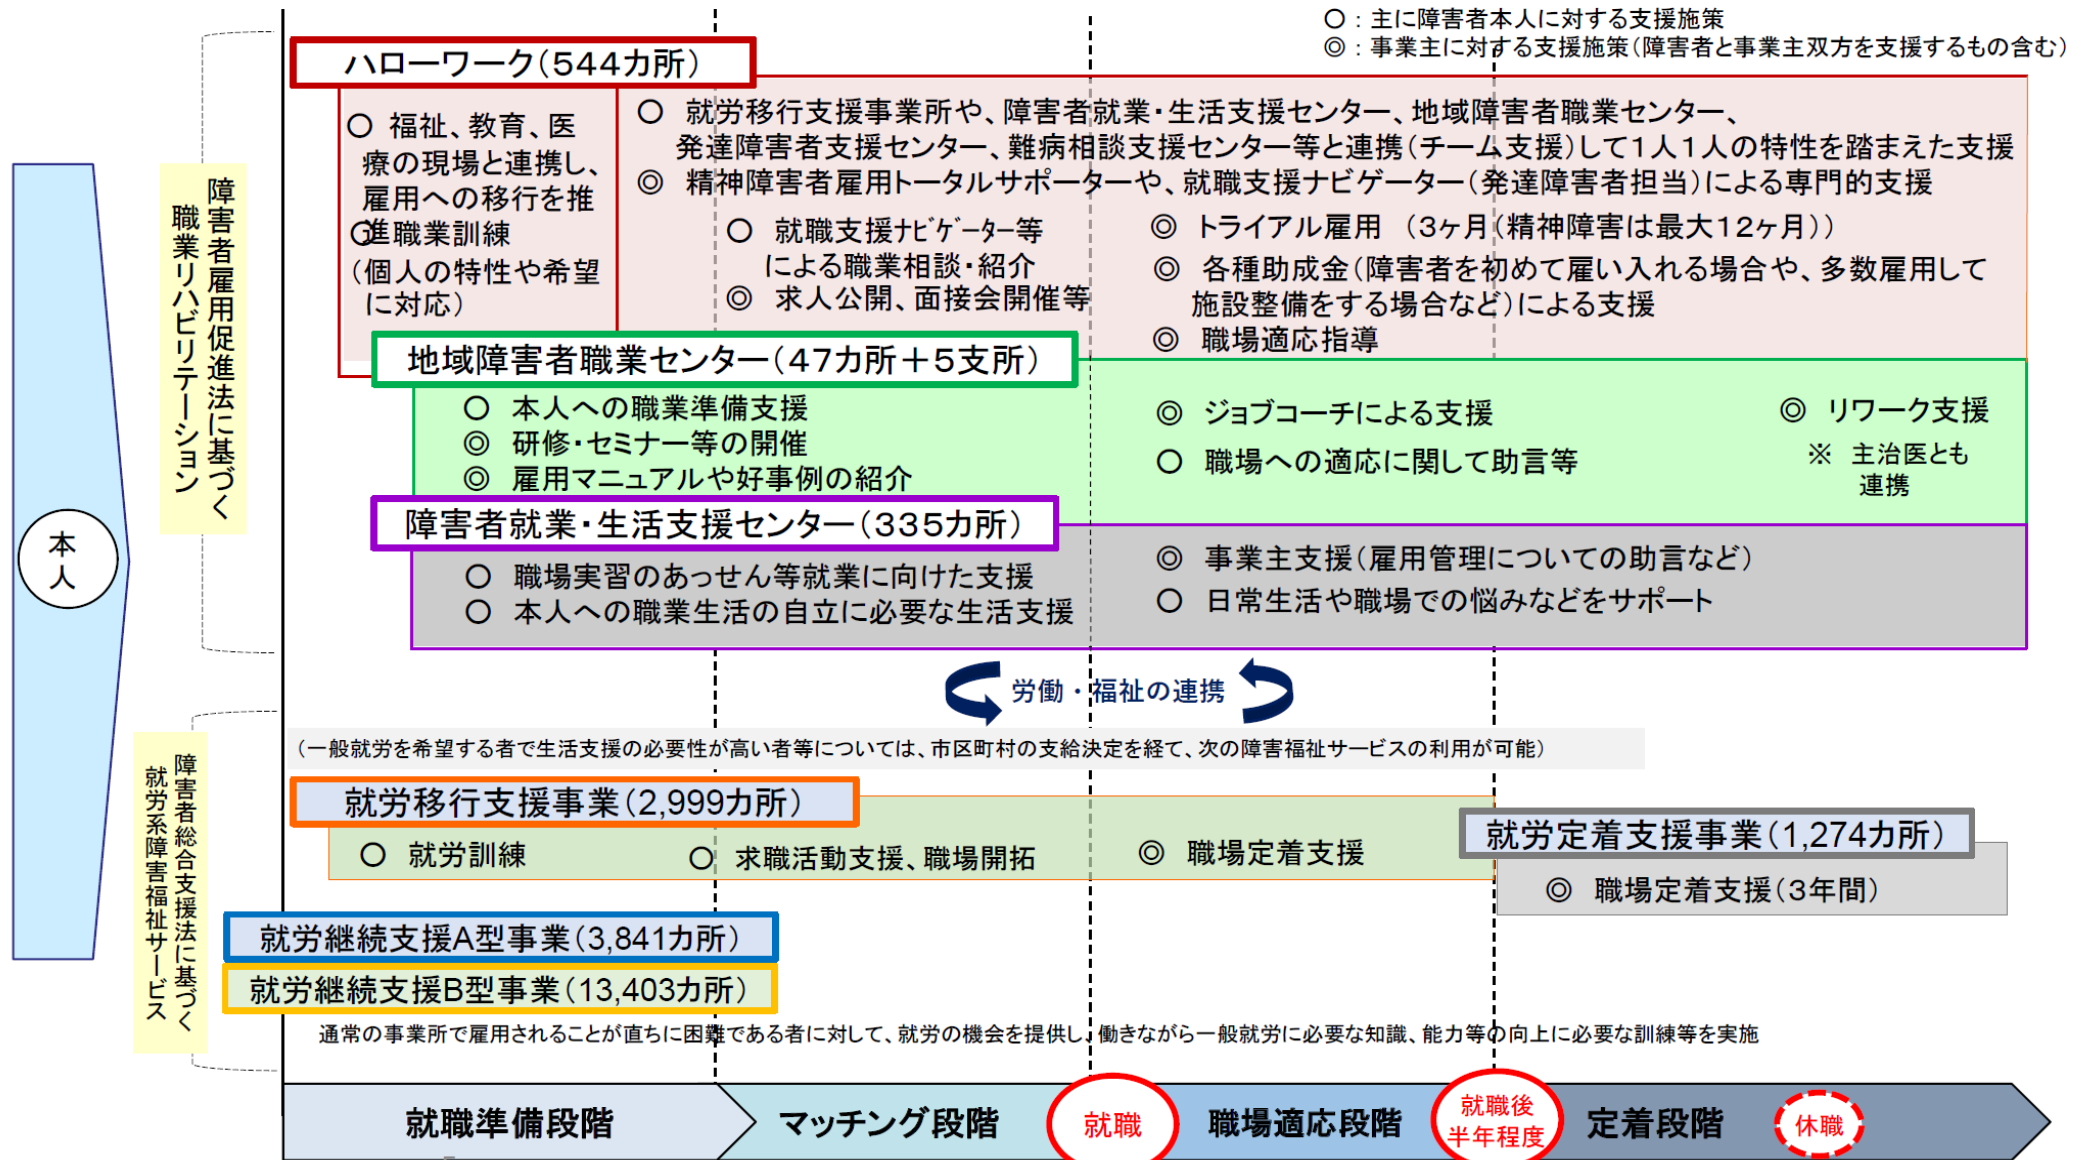 ○：主に障害者本人に対する支援施策
◎：事業主に対する支援施策（障害者と事業主双方を支援するもの含む）
本人
障害者雇用促進法に基づく
職業リハビリテーション
ハローワーク（544カ所）
○ 福祉、教育、医
療の現場と連携し、
雇用への移行を推
進
○ 職業訓練
（個人の特性や希望
に対応）
○ 就労移行支援事業所や、障害者就業・生活支援センター、地域障害者職業センター、
発達障害者支援センター、難病相談支援センター等と連携（チーム支援）して１人１人の特性を踏まえた支援
◎ 精神障害者雇用トータルサポーターや、就職支援ナビゲーター（発達障害者担当）による専門的支援
○ 就職支援ﾅﾋﾞｹﾞｰﾀｰ等
による職業相談・紹介
◎ 求人公開、面接会開催等
◎ トライアル雇用 （３ヶ月（精神障害は最大１２ヶ月））
◎ 各種助成金（障害者を初めて雇い入れる場合や、多数雇用して
施設整備をする場合など）による支援
◎ 職場適応指導
地域障害者職業センター（４７カ所＋５支所）
○ 本人への職業準備支援
◎ 研修・セミナー等の開催
◎ 雇用マニュアルや好事例の紹介
◎ ジョブコーチによる支援
○ 職場への適応に関して助言等
◎ リワーク支援
※ 主治医とも
連携
障害者就業・生活支援センター（３３５カ所）
○ 職場実習のあっせん等就業に向けた支援
○ 本人への職業生活の自立に必要な生活支援
◎ 事業主支援（雇用管理についての助言など）
○ 日常生活や職場での悩みなどをサポート
労働・福祉の連携
障害者総合支援法に基づく
就労系障害福祉サービス
（一般就労を希望する者で生活支援の必要性が高い者等については、市区町村の支給決定を経て、次の障害福祉サービスの利用が可能）
就労移行支援事業（2,999カ所）
○ 就労訓練
○ 求職活動支援、職場開拓
◎ 職場定着支援
就労定着支援事業（1,274カ所）
◎ 職場定着支援（３年間）
就労継続支援A型事業（3,841カ所）
就労継続支援B型事業（13,403カ所）
通常の事業所で雇用されることが直ちに困難である者に対して、就労の機会を提供し、働きながら一般就労に必要な知識、能力等の向上に必要な訓練等を実施
就職準備段階
マッチング段階
就職
職場適応段階
就職後
半年程度
定着段階
休職